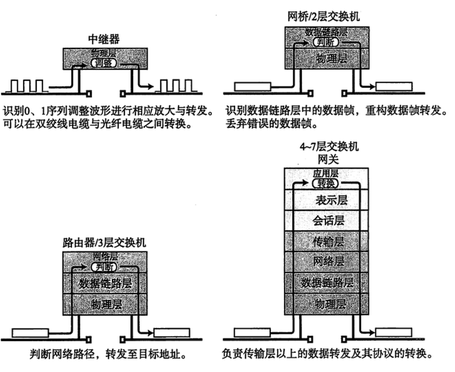 中继器
物理层
调整
识别0、1序列调整波形进行相应放大与转发。
可以在双绞线电缆与光纤电缆之间转换。
网桥/2层交换机
数据链路层
判断
物理层
识别数据链路层中的数据帧，重构数据帧转发。
丢弃错误的数据帧。
路由器/3层交换机
网络层
判断
数据链路层
物理层
判断网络路径，转发至目标地址。
4~7层交换机
网关
应用层
转换
表示层
会话层
传输层
网络层
数据链路层
物理层
负责传输层以上的数据转发及其协议的转换。